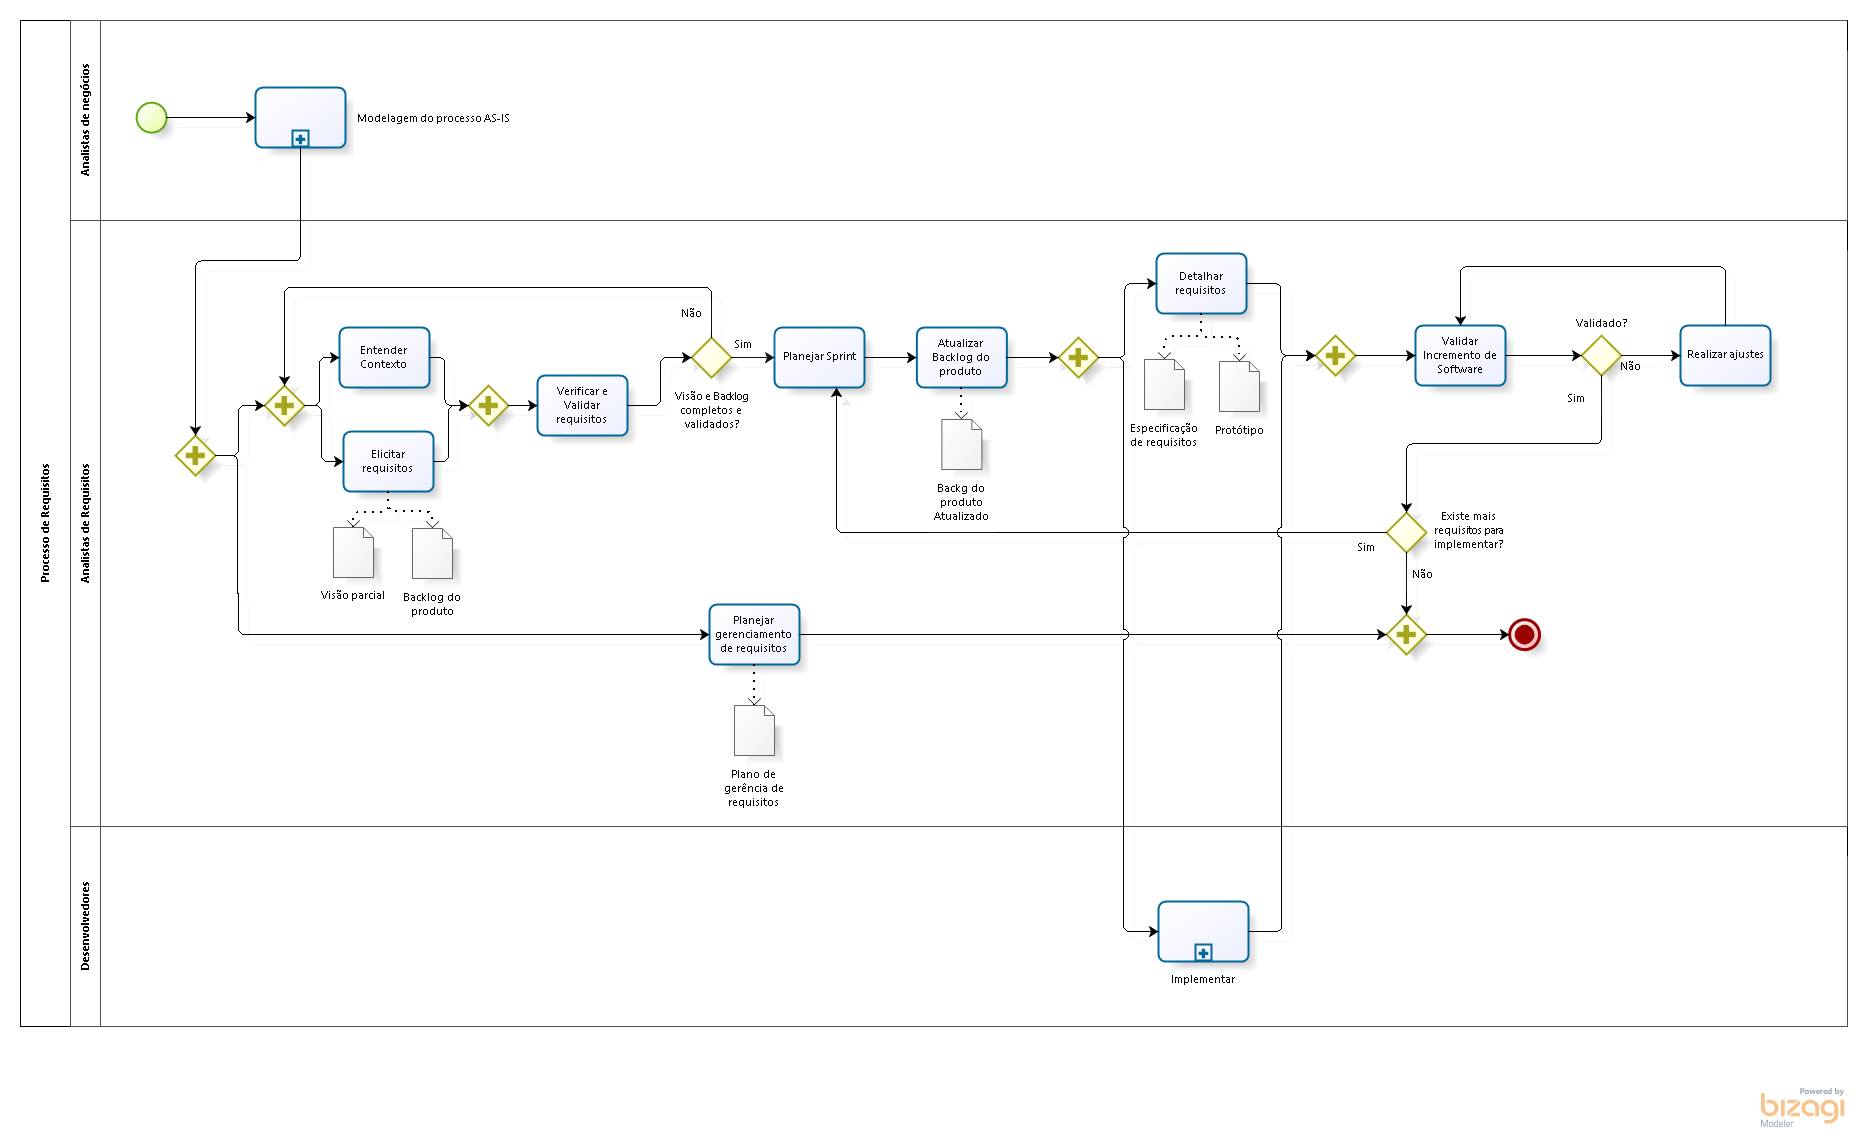 Processo de Requisitos
Analistas de negócios
Modelagem do processo AS-IS
Analistas de Requisitos
Entender
Contexto
Elicitar
requisitos
Visão parcial
Backlog do
produto
Verificar e
Validar
requisitos
Não
Sim
Visão e Backlog
completos e
validados?
Planejar Sprint
Atualizar
Backlog do
produto
Backg do
produto
Atualizado
Detalhar
requisitos
Especificação
de requisitos
Protótipo
Validar
Incremento de
Software
Validado?
Não
Sim
Realizar ajustes
Existe mais
requisitos para
implementar?
Sim
Não
Planejar
gerenciamento
de requisitos
Plano de
gerência de
requisitos
Desenvolvedores
Implementar
Powered by
bizagi
Modeler